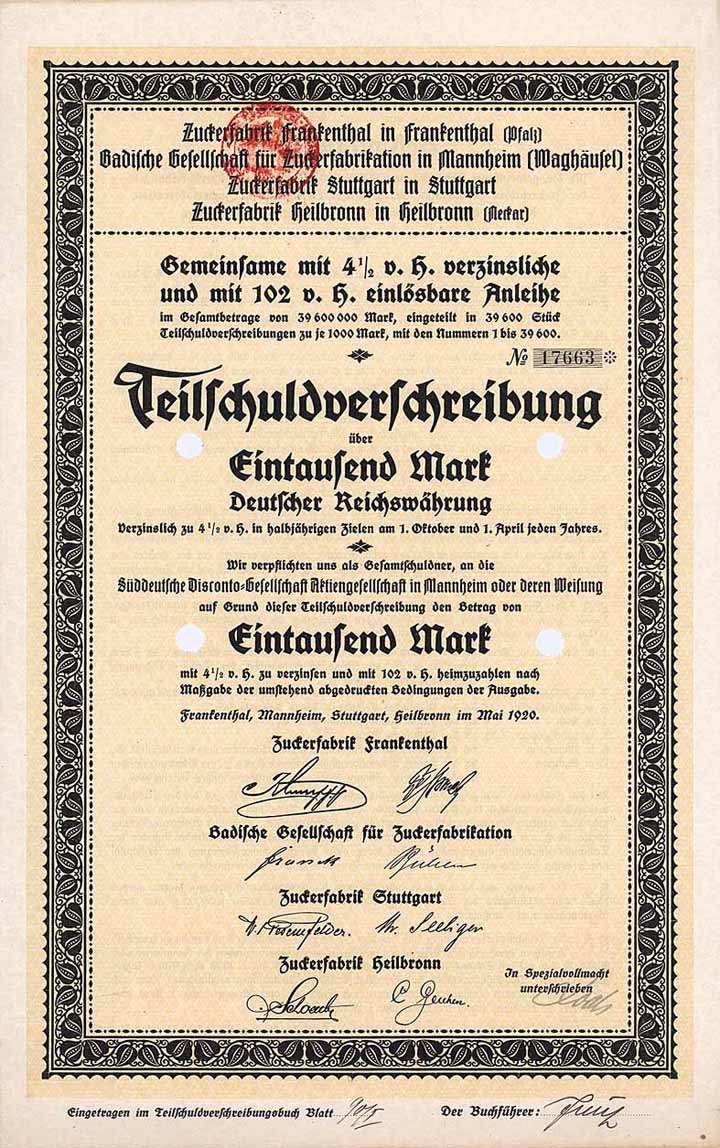 Zuckerfabrik Frankenthal in Frankenthal (Pfalz)
Badische Gesellschaft für Zuckerfabrikation in Mannheim (Waghäusel)
Zuckerfabrik Stuttgart in Stuttgart
Zuckerfabrik Heilbronn in Heilbronn (Neckar)
Gemeinsame mit 4 1/2 v. H. verzinsliche
und mit 102 v. H. einlösbare Anleihe
im Gesamtbetrage von 39 600 000 Mark, eingeteilt in 39 600 Stück
Teilschuldverschreibungen zu je 1000 Mark, mit den Nummern 1 bis 39 600.
№ 17663 ※
Teilschuldverschreibung
über
Eintausend Mark
Deutscher Reichswährung
Verzinslich zu 4 1/2 v. H. in halbjährigen Zielen am 1. Oktober und 1. April jeden Jahres.
Wir verpflichten uns als Gesamtschuldner, an die
Süddeutsche Disconto-Gesellschaft Aktiengesellschaft in Mannheim oder deren Weisung
auf Grund dieser Teilschuldverschreibung den Betrag von
Eintausend Mark
mit 4 1/2 v. H. zu verzinsen und mit 102 v. H. heimzuzahlen nach
Maßgabe der umstehend abgedruckten Bedingungen der Ausgabe.
Frankenthal, Mannheim, Stuttgart, Heilbronn im Mai 1920.
Zuckerfabrik Frankenthal
Badische Gesellschaft für Zuckerfabrikation
Zuckerfabrik Stuttgart
Seeliger
Zuckerfabrik Heilbronn
In Spezialvollmacht
unterschrieben
Eingetragen im Teilschuldverschreibungsbuch Blatt
Der Buchführer: